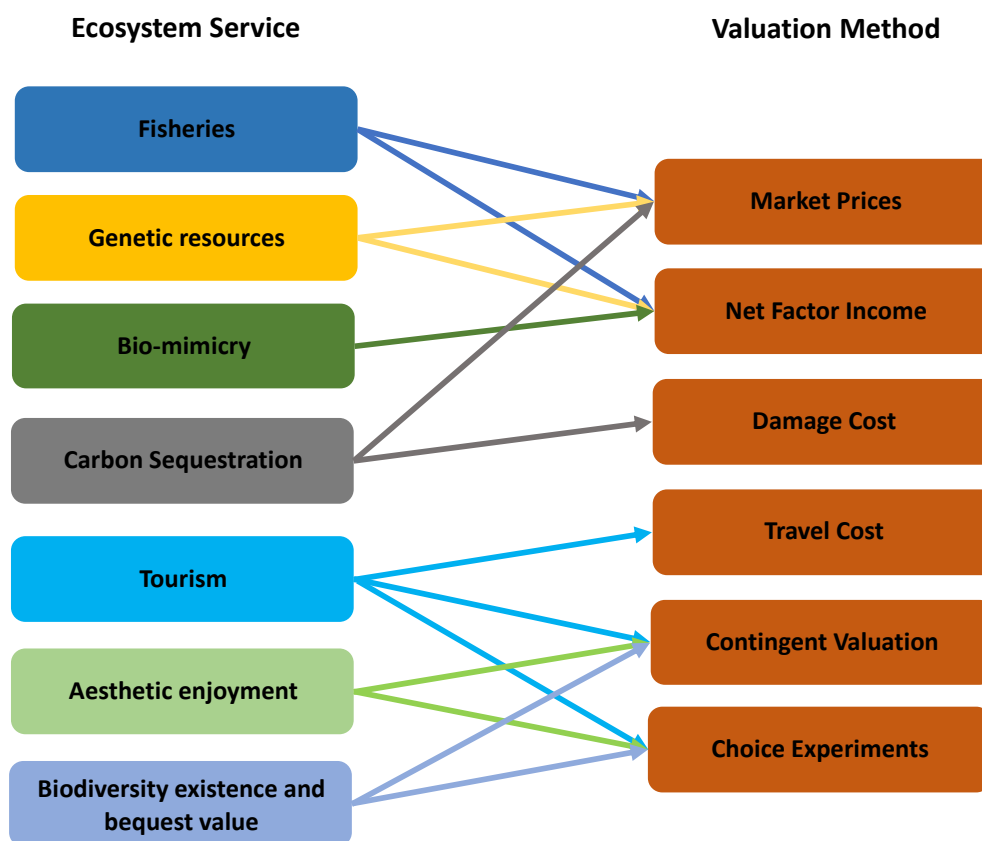 Ecosystem Service
Valuation Method
Fisheries
Genetic resources
Bio-mimicry
Carbon Sequestration
Tourism
Aesthetic enjoyment
Biodiversity existence and
bequest value
Market Prices
Net Factor Income
Damage Cost
Travel Cost
Contingent Valuation
Choice Experiments